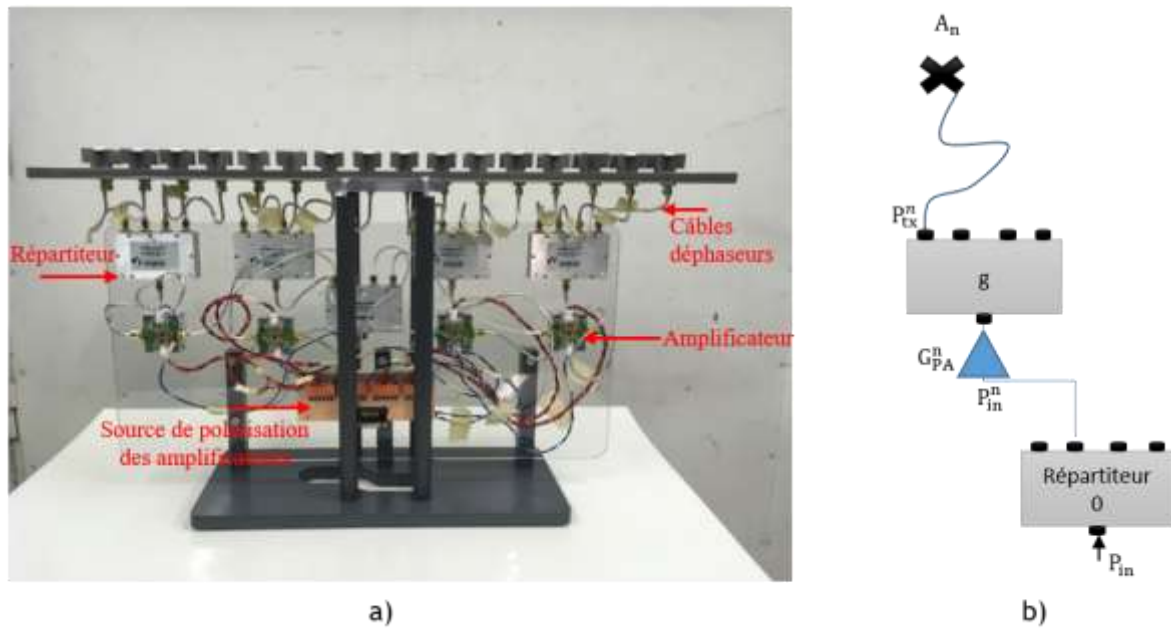 Répartiteur
Câbles
déphaseurs
Amplificateur
Source de polarisation
des amplificateurs
a)
A_n
P_tx^n
g
G_PA^n
P_in^n
Répartiteur
0
P_in
b)